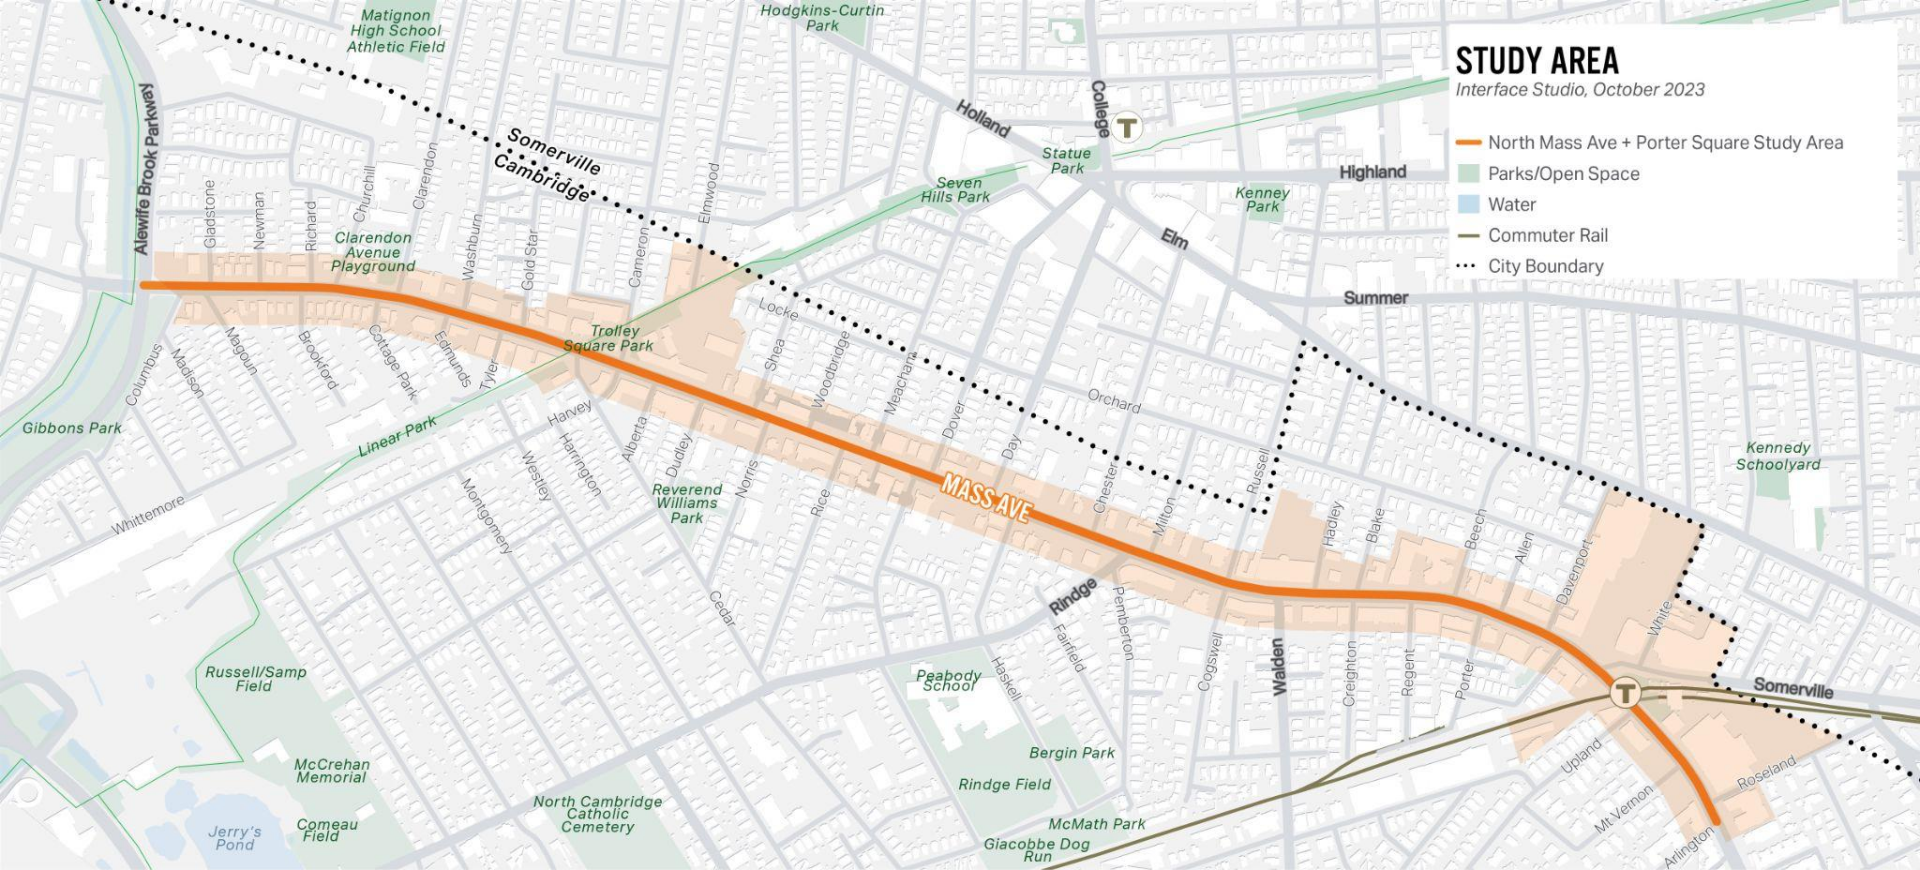 Matignon
High School
Athletic Field
Hodgkins-Curtin
Park
STUDY AREA
Interface Studio, October 2023
North Mass Ave + Porter Square Study Area
Parks/Open Space
Water
Commuter Rail
City Boundary
Alewife Brook Parkway
Somerville
Cambridge
Holland
College
T
Statue
Park
Seven
Hills Park
Highland
Kenney
Park
Elm
Summer
Gladstone
Newman
Richard
Churchill
Clarendon
Washburn
Gold Star
Cameron
Elmwood
Clarendon
Avenue
Playground
Trolley
Square Park
Locke
Shea
Woodbridge
Meacham
Dover
Day
Orchard
Chester
Milton
Russell
Hadley
Blake
Beech
Allen
Davenport
White
Kennedy
Schoolyard
Columbus
Madison
Magoun
Brookford
Cottage Park
Edmunds
Tyler
Harvey
Gibbons Park
Linear Park
Whittemore
Montgomery
Westley
Harrington
Alberta
Dudley
Norris
Rice
Reverend
Williams
Park
MASS AVE
Cedar
Rindge
Fairfield
Pemberton
Haskell
Cogswell
Walden
Creighton
Regent
Porter
T
Somerville
Upland
Mt Vernon
Roseland
Arlington
Russell/Samp
Field
McCrehan
Memorial
Comeau
Field
Jerry's
Pond
North Cambridge
Catholic
Cemetery
Peabody
School
Bergin Park
Rindge Field
McMath Park
Giacobbe Dog
Run